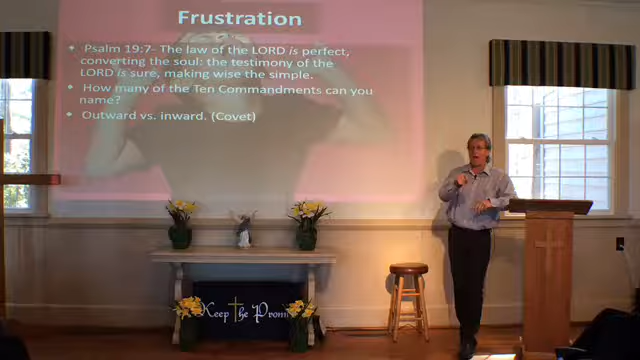 Frustration
• Psalm 19:7- The law of the LORD is perfect,
converting the soul: the testimony of the
LORD is sure, making wise the simple.
• How many of the Ten Commandments can you
name?
• Outward vs. inward. (Covet)
Keep the Promi